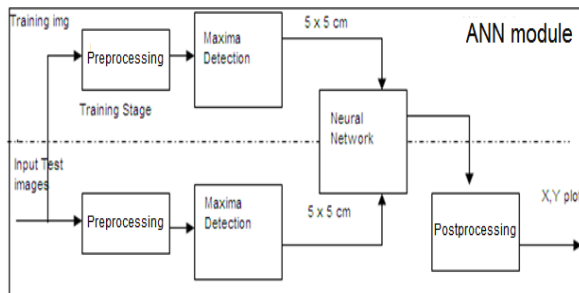 Training img
5 x 5 cm
ANN module
Preprocessing
Maxima
Detection
Training Stage
Neural
Network
Input Test
images
Preprocessing
Maxima
Detection
5 x 5 cm
Postprocessing
X,Y plot